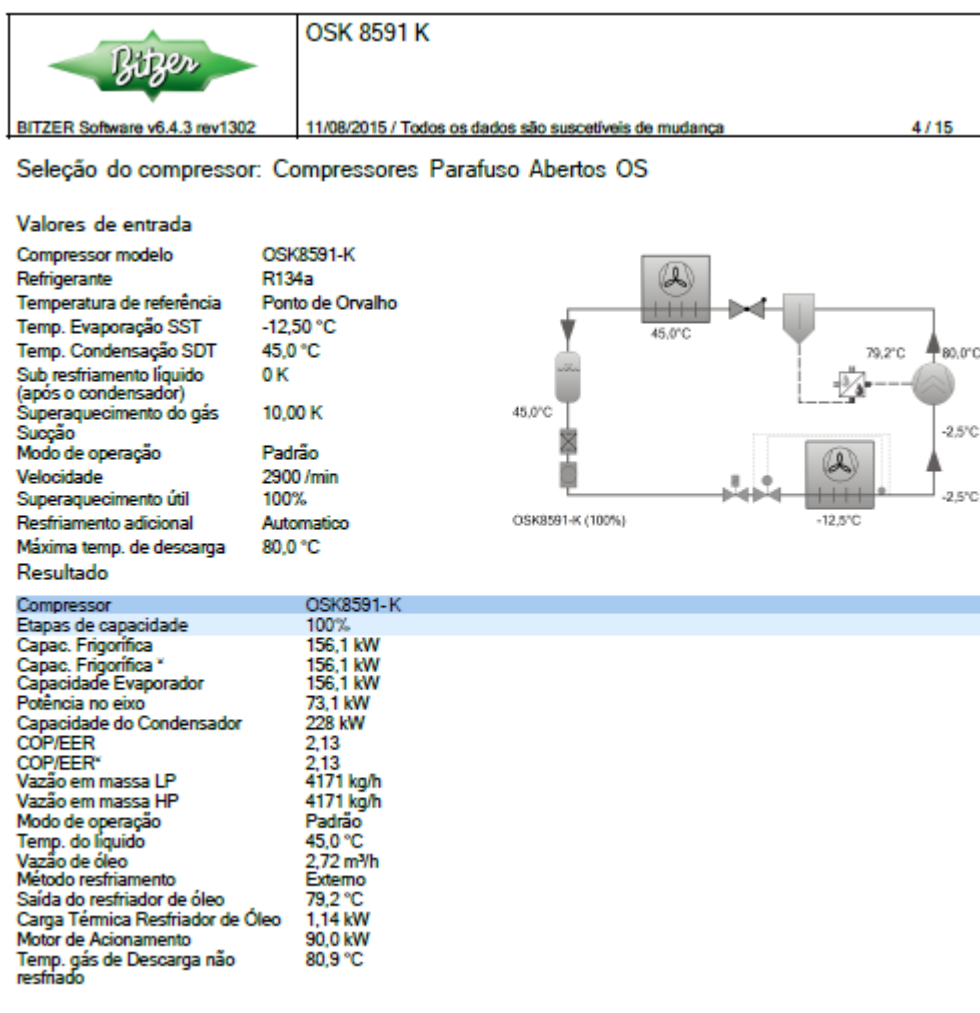 Bitzer
OSK 8591 K
BITZER Software v6.4.3 rev1302
11/08/2015 / Todos os dados são suscetíveis de mudança
4 / 15
Seleção do compressor: Compressores Parafuso Abertos OS
Valores de entrada
Compressor modelo OSK8591-K
Refrigerante R134a
Temperatura de referência Ponto de Orvalho
Temp. Evaporação SST -12,50 °C
Temp. Condensação SDT 45,0 °C
Sub resfriamento líquido 0 K
(após o condensador)
Superaquecimento do gás 10,00 K
Sucção
Modo de operação Padrão
Velocidade 2900 /min
Superaquecimento útil 100%
Resfriamento adicional Automatico
Máxima temp. de descarga 80,0 °C
45,0°C
79,2°C
80,0°C
45,0°C
-2,5°C
-2,5°C
OSK8591-K (100%)
-12,5°C
Resultado
Compressor OSK8591-K
Etapas de capacidade 100%
Capac. Frigorífica 156,1 kW
Capac. Frigorífica * 156,1 kW
Capacidade Evaporador 156,1 kW
Potência no eixo 73,1 kW
Capacidade do Condensador 228 kW
COP/EER 2,13
COP/EER* 2,13
Vazão em massa LP 4171 kg/h
Vazão em massa HP 4171 kg/h
Modo de operação Padrão
Temp. do líquido 45,0 °C
Vazão de óleo 2,72 m³/h
Método resfriamento Externo
Saída do resfriador de óleo 79,2 °C
Carga Térmica Resfriador de Óleo 1,14 kW
Motor de Acionamento 90,0 kW
Temp. gás de Descarga não 80,9 °C
resfriado